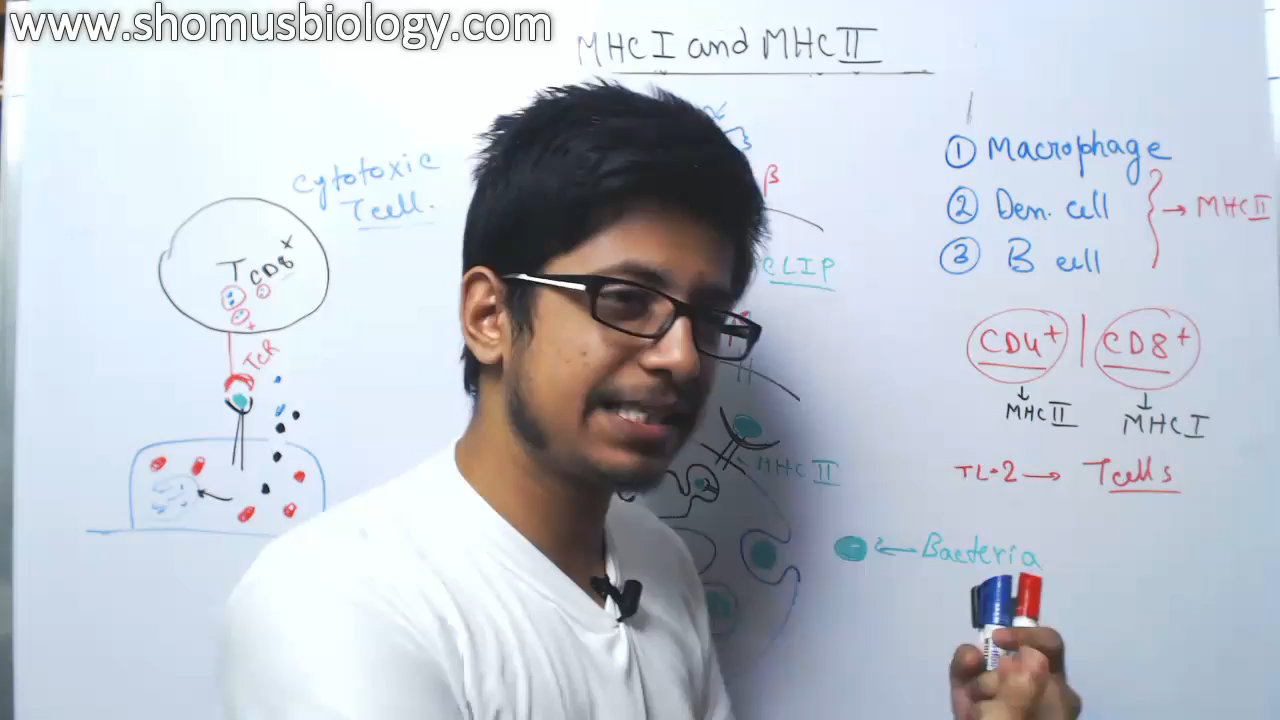 www.shomusbiology.com
MHC I and MHC II
Cytotoxic
T cell.
T CD8+
TCR
β
CLIP
MHC II
① Macrophage
② Den. cell
③ B cell
→ MHC II
CD4+ | CD8+
MHC II
MHC I
TL-2 → T cells
Bacteria